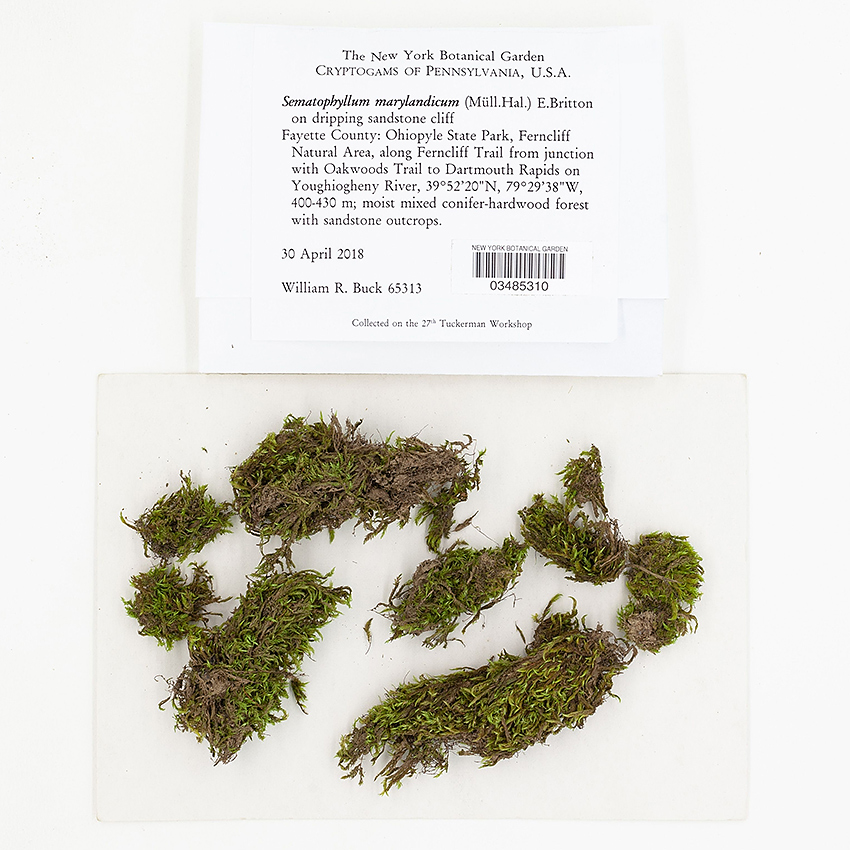 The New York Botanical Garden
Cryptogams of Pennsylvania, U.S.A.
Sematophyllum marylandicum (Müll.Hal.) E.Britton
on dripping sandstone cliff
Fayette County: Ohiopyle State Park, Ferncliff
Natural Area, along Ferncliff Trail from junction
with Oakwoods Trail to Dartmouth Rapids on
Youghiogheny River, 39°52'20"N, 79°29'38"W,
400-430 m; moist mixed conifer-hardwood forest
with sandstone outcrops.
30 April 2018
NEW YORK BOTANICAL GARDEN
03485310
William R. Buck 65313
Collected on the 27th Tuckerman Workshop